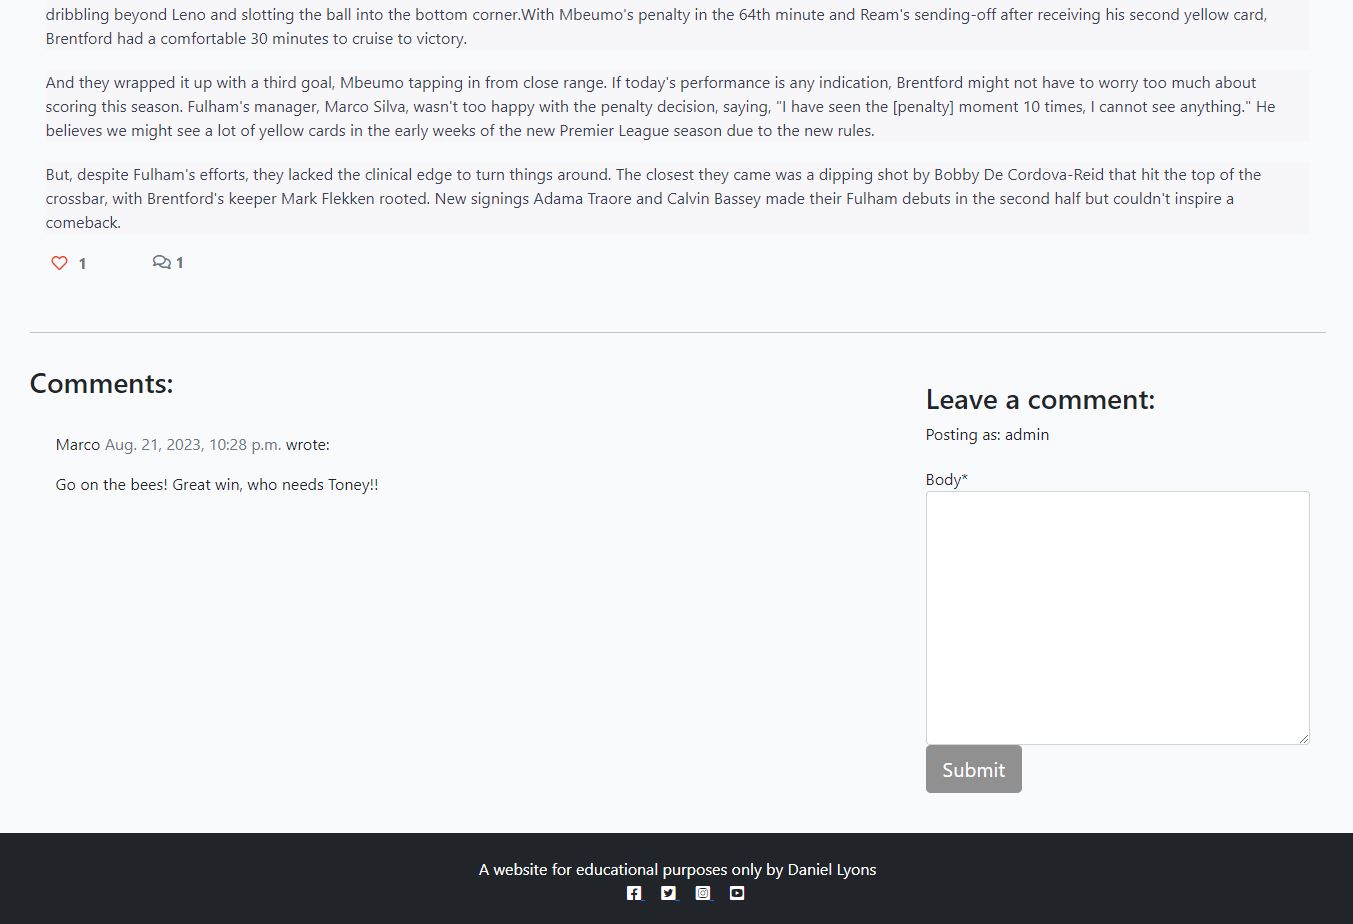 dribbling beyond Leno and slotting the ball into the bottom corner.With Mbeumo's penalty in the 64th minute and Ream's sending-off after receiving his second yellow card,
Brentford had a comfortable 30 minutes to cruise to victory.
And they wrapped it up with a third goal, Mbeumo tapping in from close range. If today's performance is any indication, Brentford might not have to worry too much about
scoring this season. Fulham's manager, Marco Silva, wasn't too happy with the penalty decision, saying, "I have seen the [penalty] moment 10 times, I cannot see anything." He
believes we might see a lot of yellow cards in the early weeks of the new Premier League season due to the new rules.
But, despite Fulham's efforts, they lacked the clinical edge to turn things around. The closest they came was a dipping shot by Bobby De Cordova-Reid that hit the top of the
crossbar, with Brentford's keeper Mark Flekken rooted. New signings Adama Traore and Calvin Bassey made their Fulham debuts in the second half but couldn't inspire a
comeback.
1 1
Comments:
Marco Aug. 21, 2023, 10:28 p.m. wrote:
Go on the bees! Great win, who needs Toney!!
Leave a comment:
Posting as: admin
Body*
Submit
A website for educational purposes only by Daniel Lyons